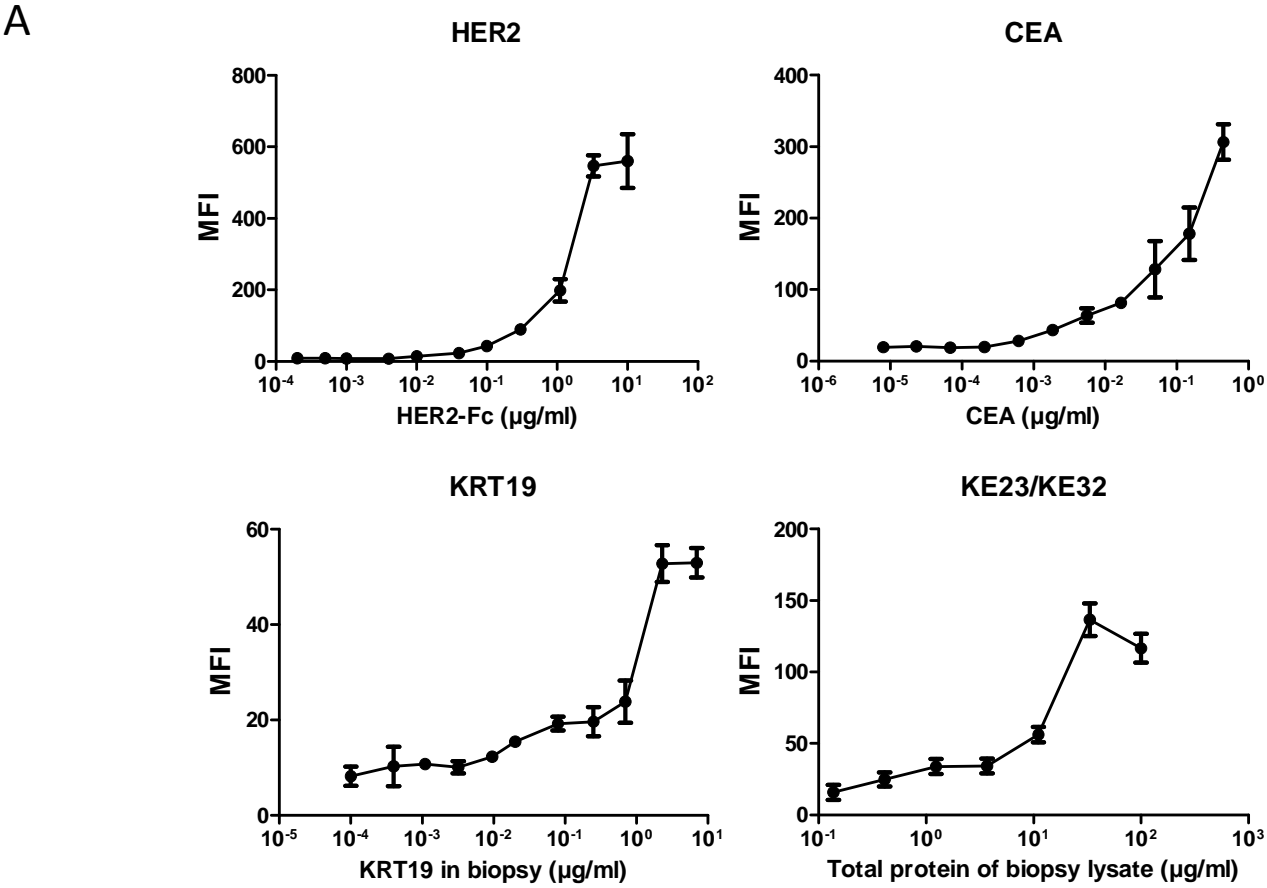 A
HER2
800
600
400
200
0
MFI
10-4 10-3 10-2 10-1 100 101 102
HER2-Fc (µg/ml)
CEA
400
300
200
100
0
MFI
10-6 10-5 10-4 10-3 10-2 10-1 100
CEA (µg/ml)
KRT19
60
40
20
0
MFI
10-5 10-4 10-3 10-2 10-1 100 101
KRT19 in biopsy (µg/ml)
KE23/KE32
200
150
100
50
0
MFI
10-1 100 101 102 103
Total protein of biopsy lysate (µg/ml)